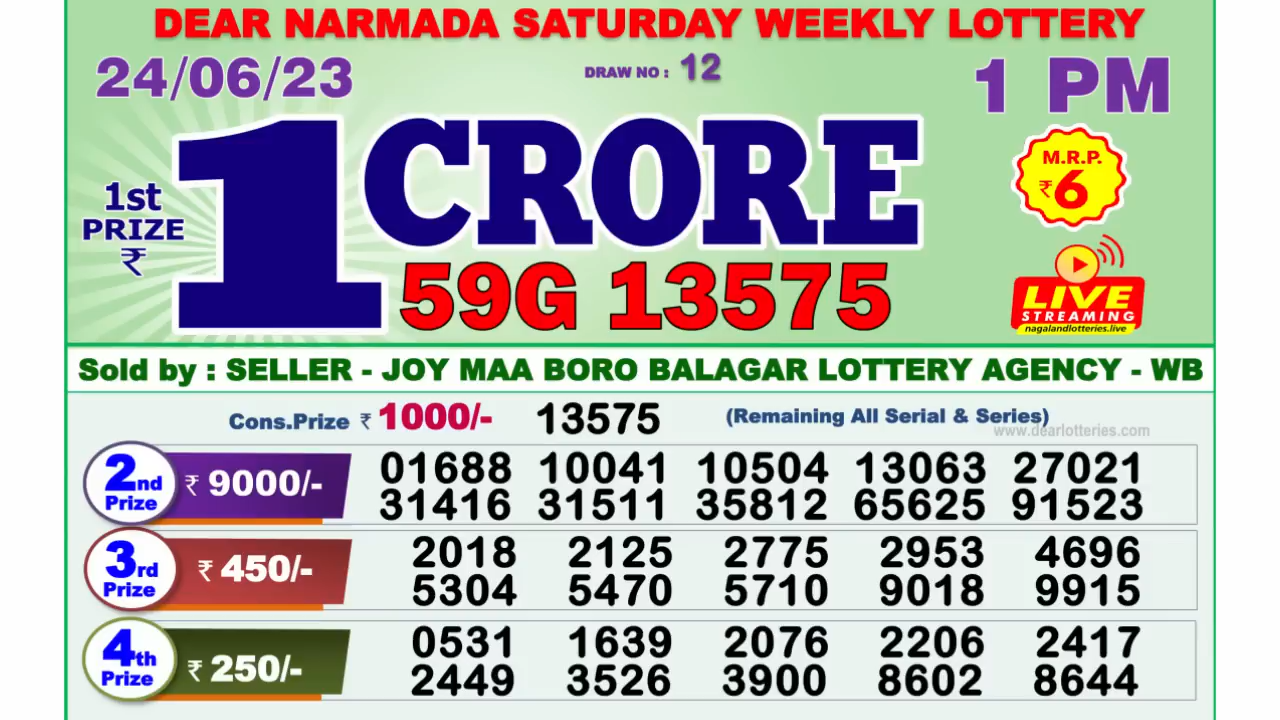 DEAR NARMADA SATURDAY WEEKLY LOTTERY
24/06/23
DRAW NO : 12
1 PM
1st
PRIZE
₹
1 CRORE
59G 13575
M.R.P.
₹6
LIVE
STREAMING
nagalandlotteries.live
Sold by : SELLER - JOY MAA BORO BALAGAR LOTTERY AGENCY - WB
Cons.Prize ₹ 1000/- 13575 (Remaining All Serial & Series)
www.dearlotteries.com
2nd Prize ₹ 9000/-
01688 10041 10504 13063 27021
31416 31511 35812 65625 91523
3rd Prize ₹ 450/-
2018 2125 2775 2953 4696
5304 5470 5710 9018 9915
4th Prize ₹ 250/-
0531 1639 2076 2206 2417
2449 3526 3900 8602 8644